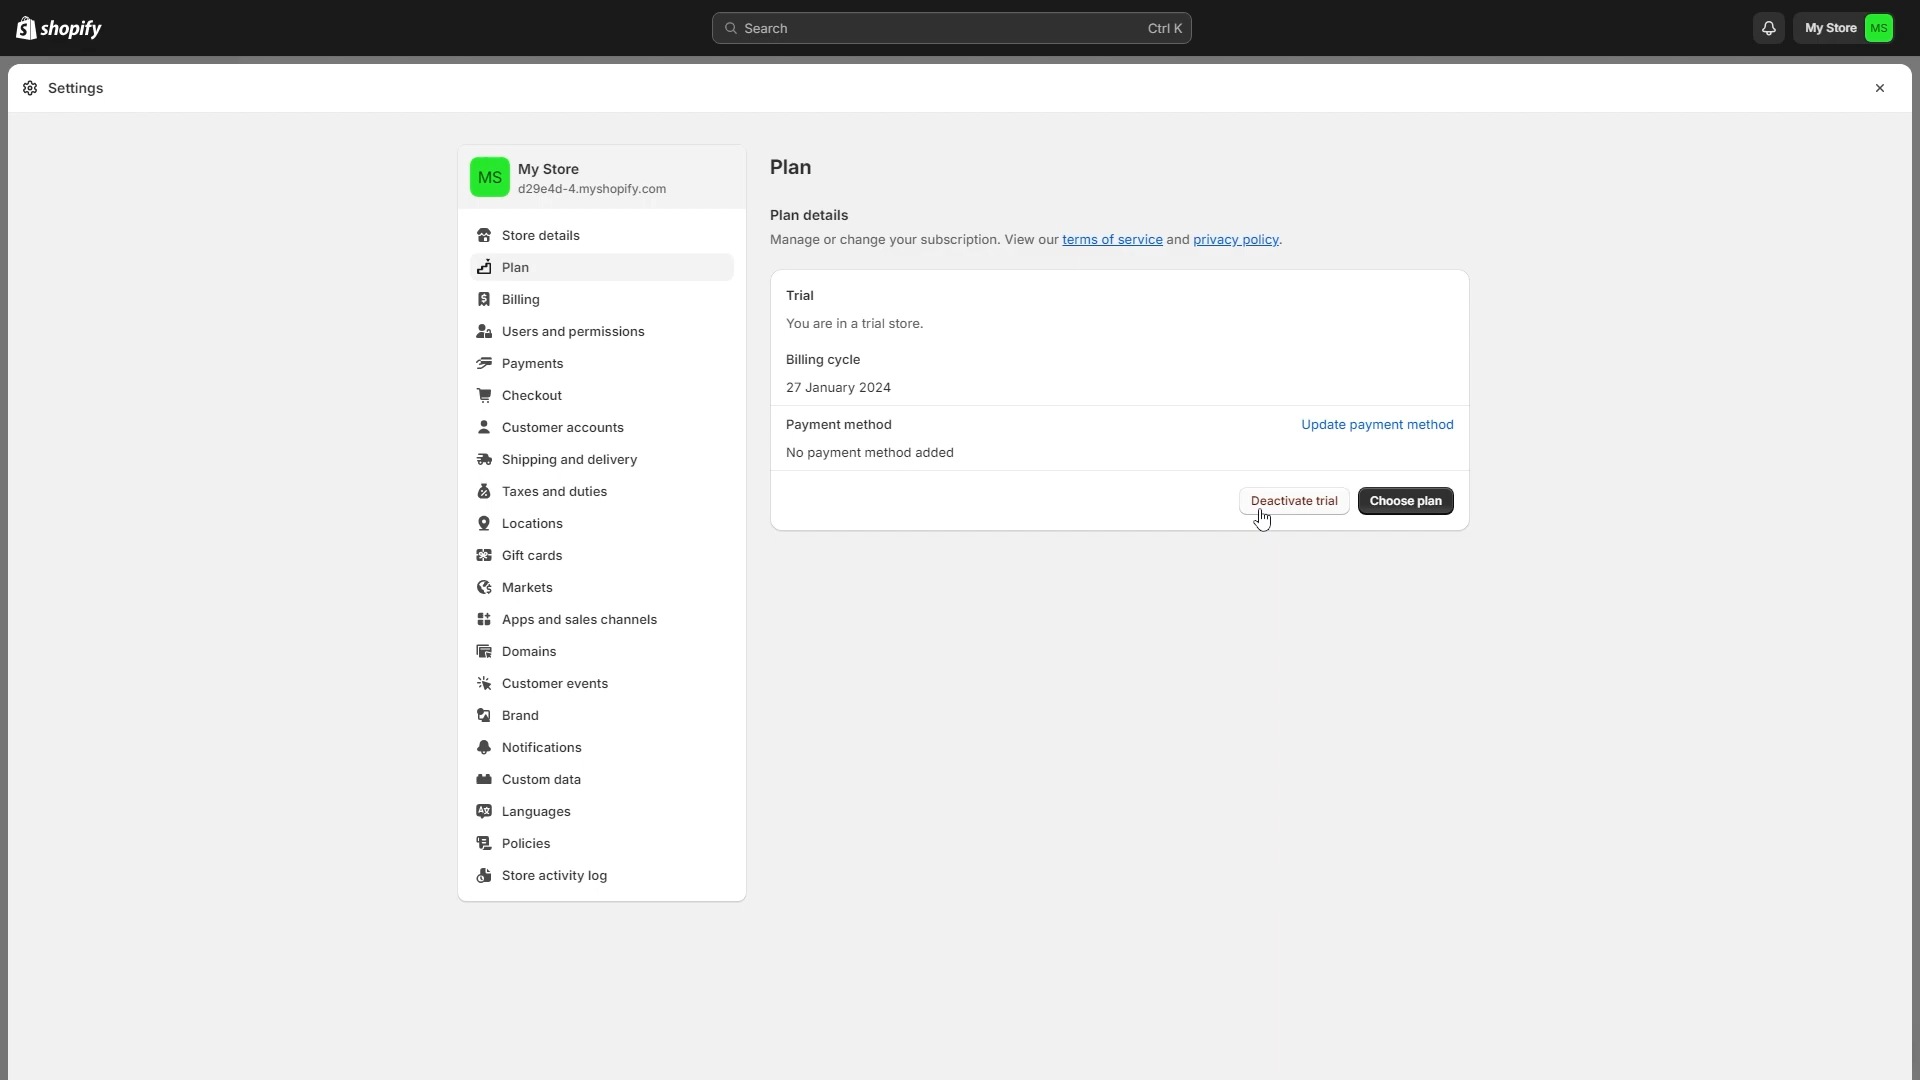 shopify
Search
Ctrl K
My Store
MS
Settings
MS
My Store
d29e4d-4.myshopify.com
Store details
Plan
Billing
Users and permissions
Payments
Checkout
Customer accounts
Shipping and delivery
Taxes and duties
Locations
Gift cards
Markets
Apps and sales channels
Domains
Customer events
Brand
Notifications
Custom data
Languages
Policies
Store activity log
Plan
Plan details
Manage or change your subscription. View our terms of service and privacy policy.
Trial
You are in a trial store.
Billing cycle
27 January 2024
Payment method
Update payment method
No payment method added
Deactivate trial
Choose plan